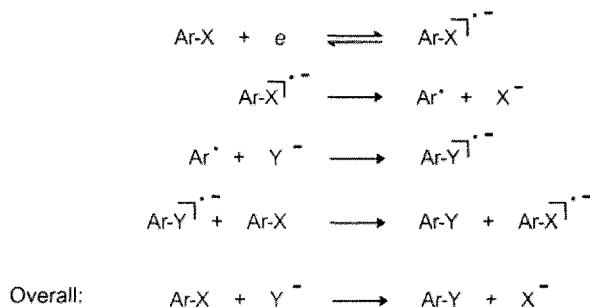 Ar-X + e ⇌ Ar-X⌉•−
Ar-X⌉•− → Ar• + X−
Ar• + Y− → Ar-Y⌉•−
Ar-Y⌉•− + Ar-X → Ar-Y + Ar-X⌉•−
Overall: Ar-X + Y− → Ar-Y + X−